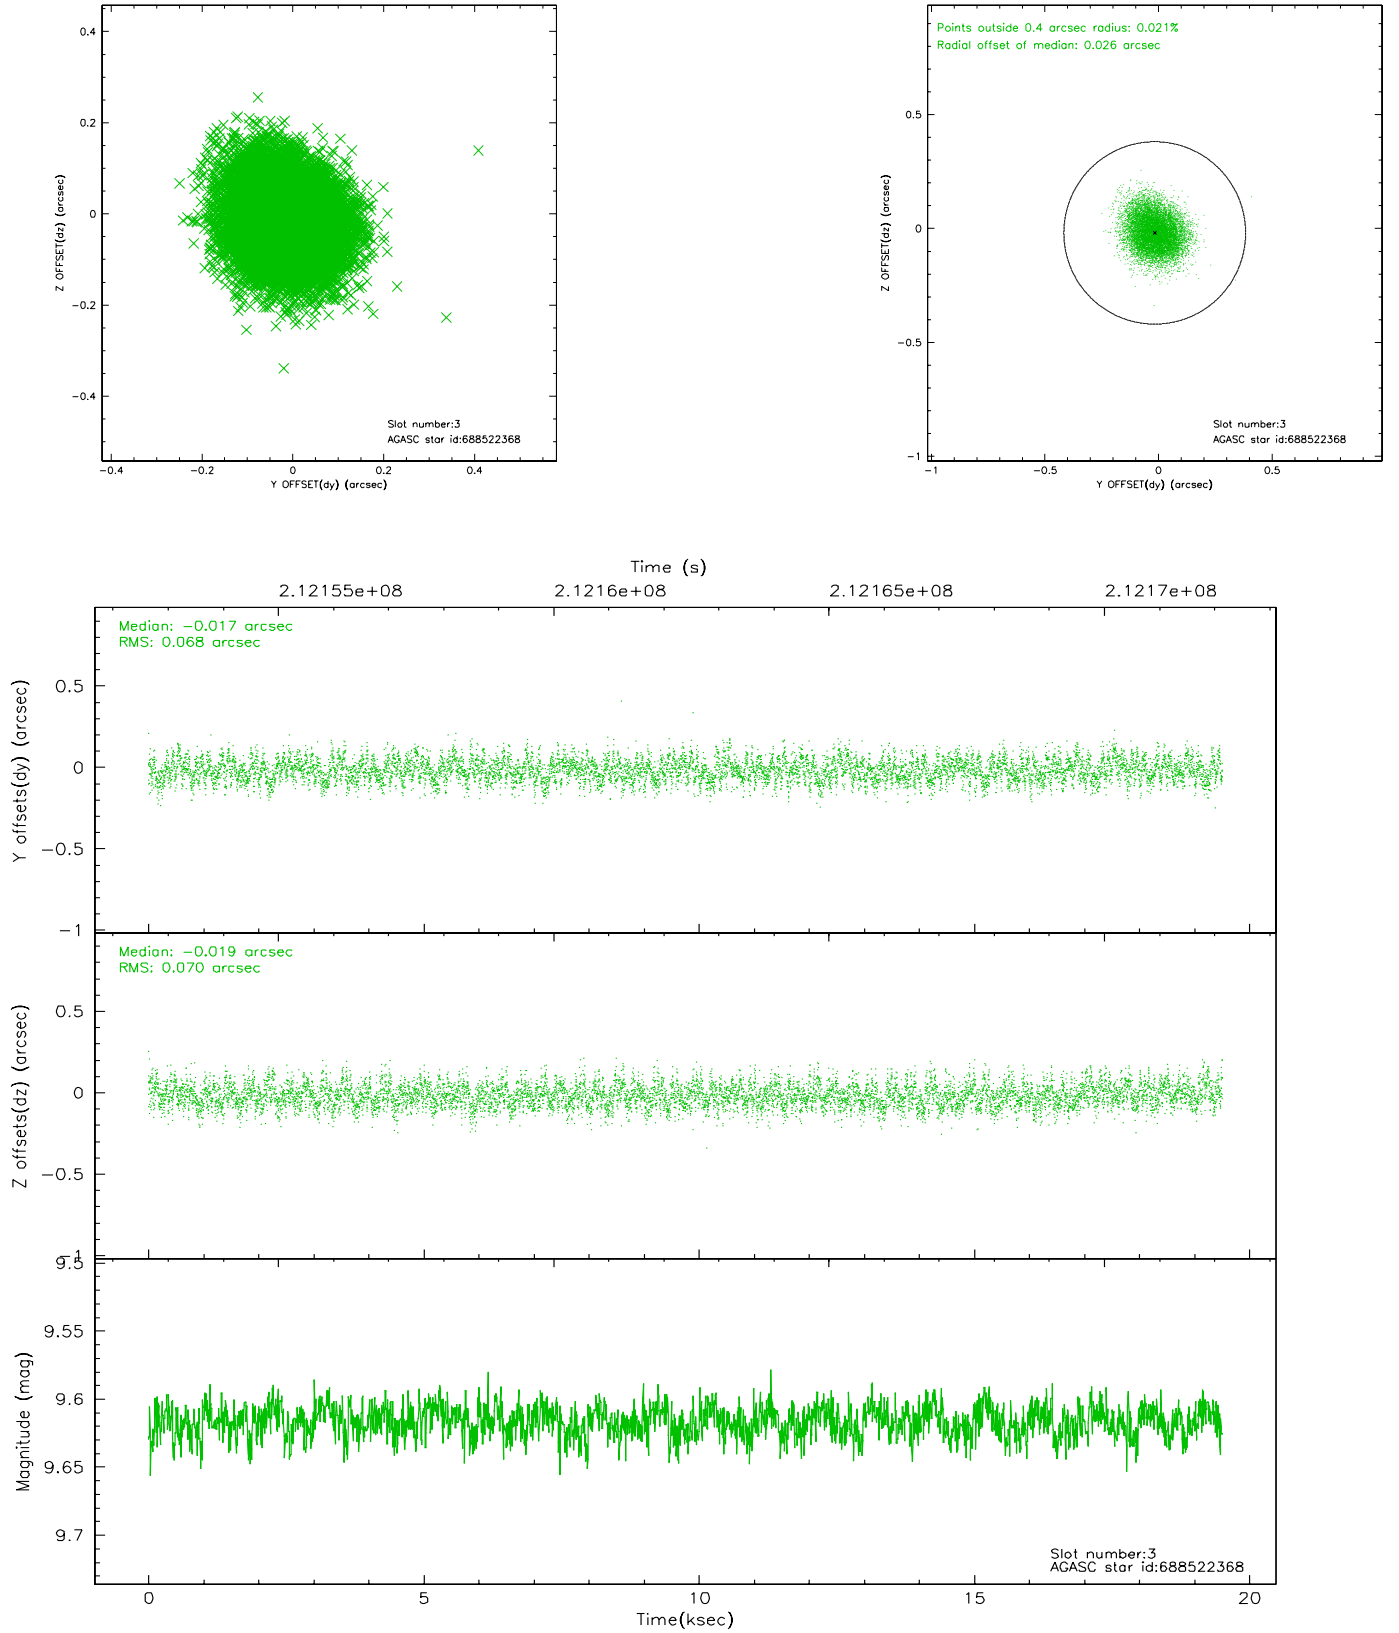 0.4
0.2
0
−0.2
−0.4
Z OFFSET(dz) (arcsec)
Slot number:3
AGASC star id:688522368
−0.4 −0.2 0 0.2 0.4
Y OFFSET(dy) (arcsec)
Points outside 0.4 arcsec radius: 0.021%
Radial offset of median: 0.026 arcsec
0.5
0
−0.5
−1
Z OFFSET(dz) (arcsec)
Slot number:3
AGASC star id:688522368
−1 −0.5 0 0.5
Y OFFSET(dy) (arcsec)
Time (s)
2.12155e+08 2.1216e+08 2.12165e+08 2.1217e+08
Median: −0.017 arcsec
RMS: 0.068 arcsec
0.5
0
−0.5
−1
Y offsets(dy) (arcsec)
Median: −0.019 arcsec
RMS: 0.070 arcsec
0.5
0
−0.5
−1
Z offsets(dz) (arcsec)
9.5
9.55
9.6
9.65
9.7
Magnitude (mag)
Slot number:3
AGASC star id:688522368
0 5 10 15 20
Time(ksec)